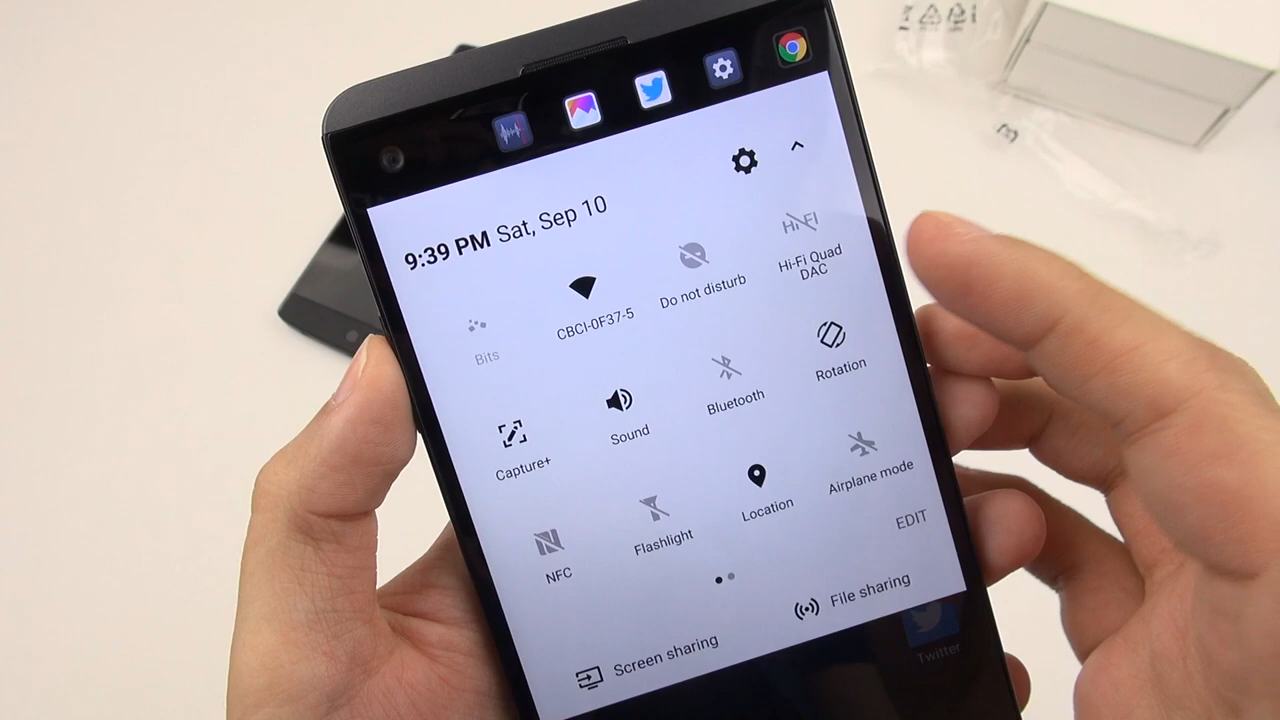 9:39 PM Sat, Sep 10
Bits
CBCI-0F37-5
Do not disturb
HI-FI
Hi-Fi Quad
DAC
Capture+
Sound
Bluetooth
Rotation
NFC
Flashlight
Location
Airplane mode
EDIT
Screen sharing
File sharing
Twitter